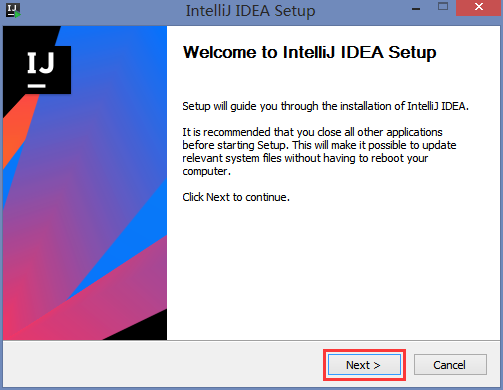 IntelliJ IDEA Setup
IJ
Welcome to IntelliJ IDEA Setup
Setup will guide you through the installation of IntelliJ IDEA.
It is recommended that you close all other applications
before starting Setup. This will make it possible to update
relevant system files without having to reboot your
computer.
Click Next to continue.
Next >
Cancel